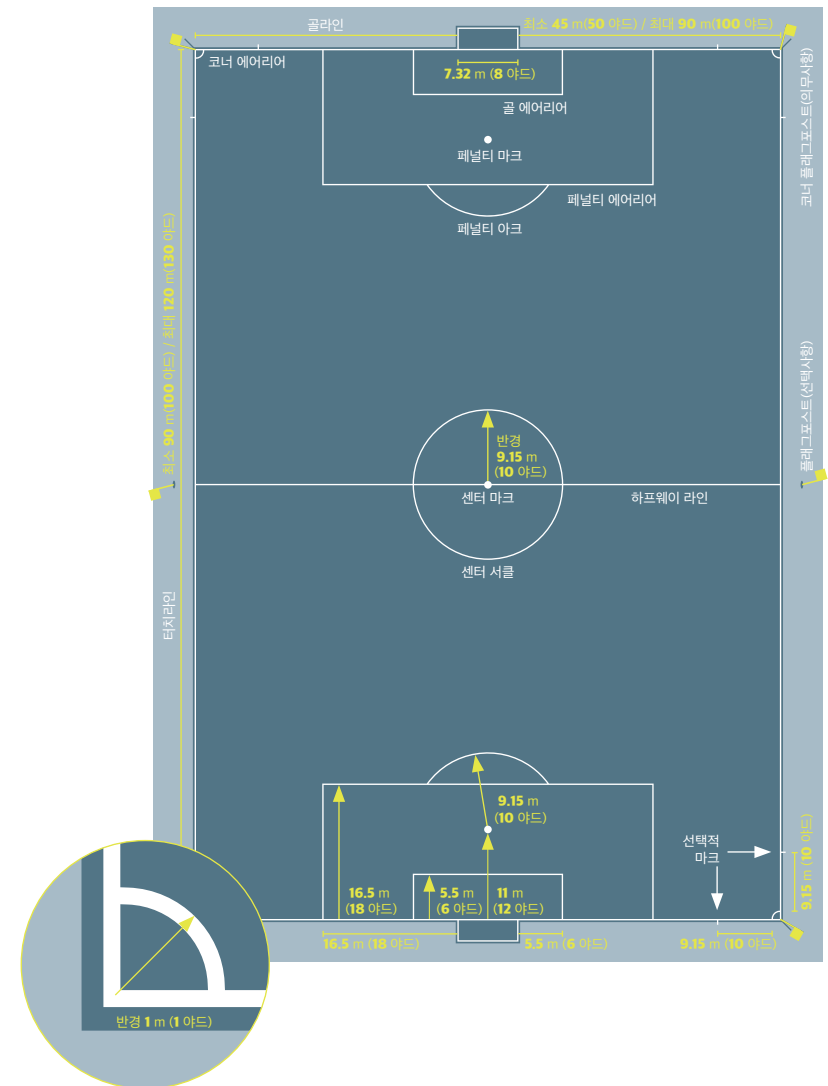 골라인
최소 45 m(50 야드) / 최대 90 m(100 야드)
코너 에어리어
7.32 m (8 야드)
골 에어리어
코너 플래그포스트(의무사항)
페널티 마크
페널티 에어리어
페널티 아크
최소 90 m(100 야드) / 최대 120 m(130 야드)
플래그포스트(선택사항)
반경
9.15 m
(10 야드)
센터 마크
하프웨이 라인
센터 서클
터치라인
9.15 m
(10 야드)
선택적
마크
9.15 m (10 야드)
16.5 m
(18 야드)
5.5 m
(6 야드)
11 m
(12 야드)
16.5 m (18 야드)
5.5 m (6 야드)
9.15 m (10 야드)
반경 1 m (1 야드)